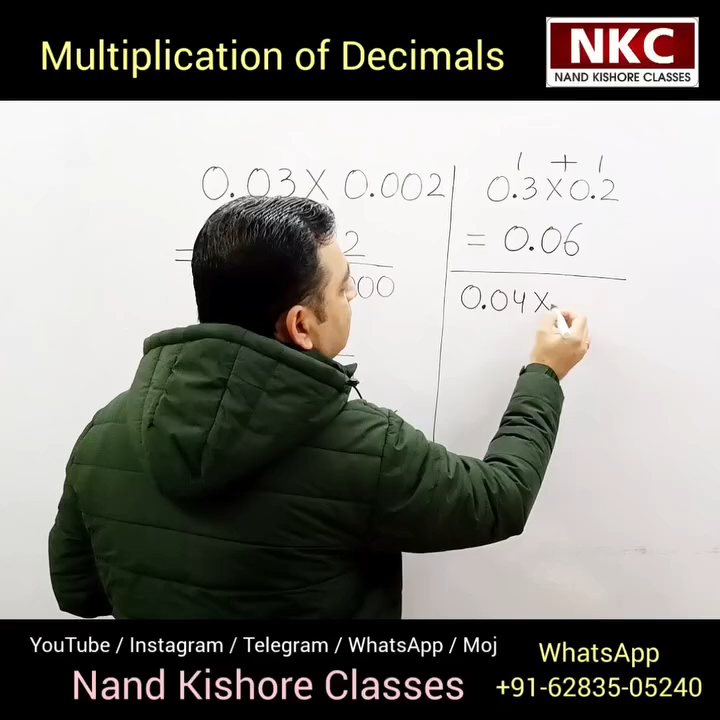 Multiplication of Decimals
NKC
NAND KISHORE CLASSES
0.03 X 0.002
= 2
000
1 + 1
0.3 X 0.2
= 0.06
0.04 X
YouTube / Instagram / Telegram / WhatsApp / Moj
Nand Kishore Classes
WhatsApp
+91-62835-05240